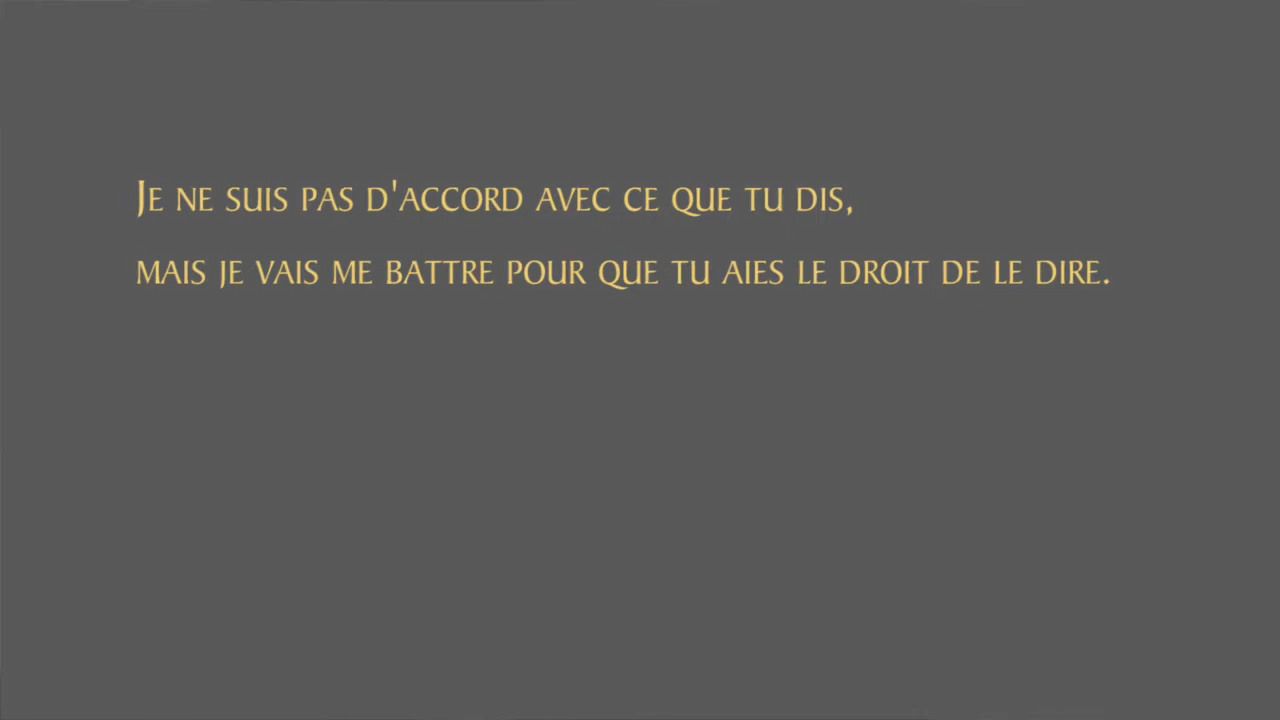 Je ne suis pas d'accord avec ce que tu dis,
mais je vais me battre pour que tu aies le droit de le dire.